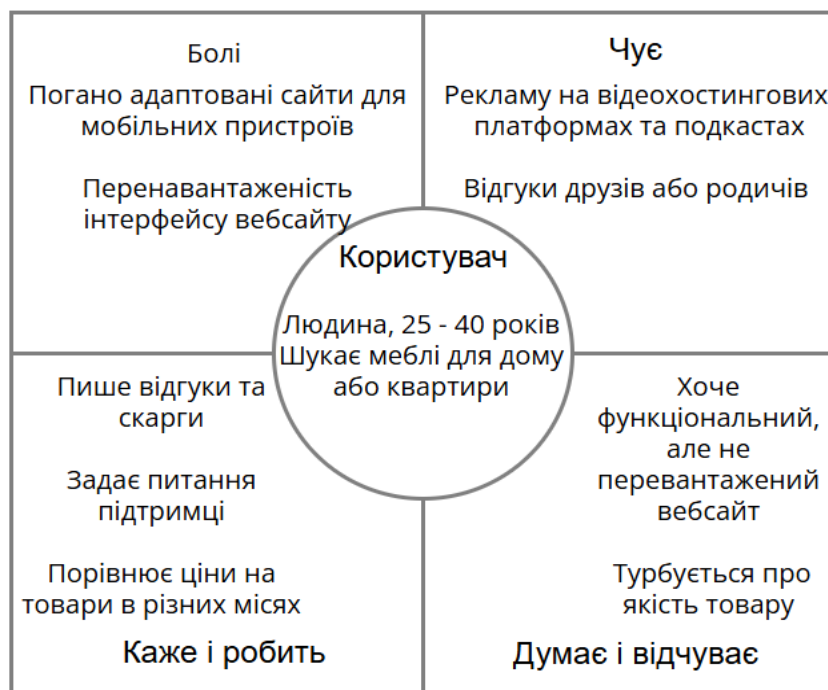 Болі
Погано адаптовані сайти для
мобільних пристроїв
Перенавантаженість
інтерфейсу вебсайту
Чує
Рекламу на відеохостингових
платформах та подкастах
Відгуки друзів або родичів
Користувач
Людина, 25 - 40 років
Шукає меблі для дому
або квартири
Пише відгуки та
скарги
Задає питання
підтримці
Порівнює ціни на
товари в різних місях
Каже і робить
Хоче
функціональний,
але не
перевантажений
вебсайт
Турбується про
якість товару
Думає і відчуває